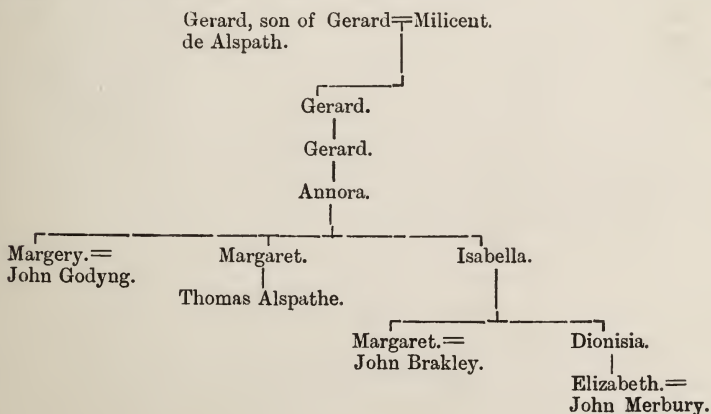 Gerard, son of Gerard=Milicent.
de Alspath.
Gerard.
Gerard.
Annora.
Margery.= Margaret. Isabella.
John Godyng.
Thomas Alspathe.
Margaret.= Dionisia.
John Brakley.
Elizabeth.=
John Merbury.